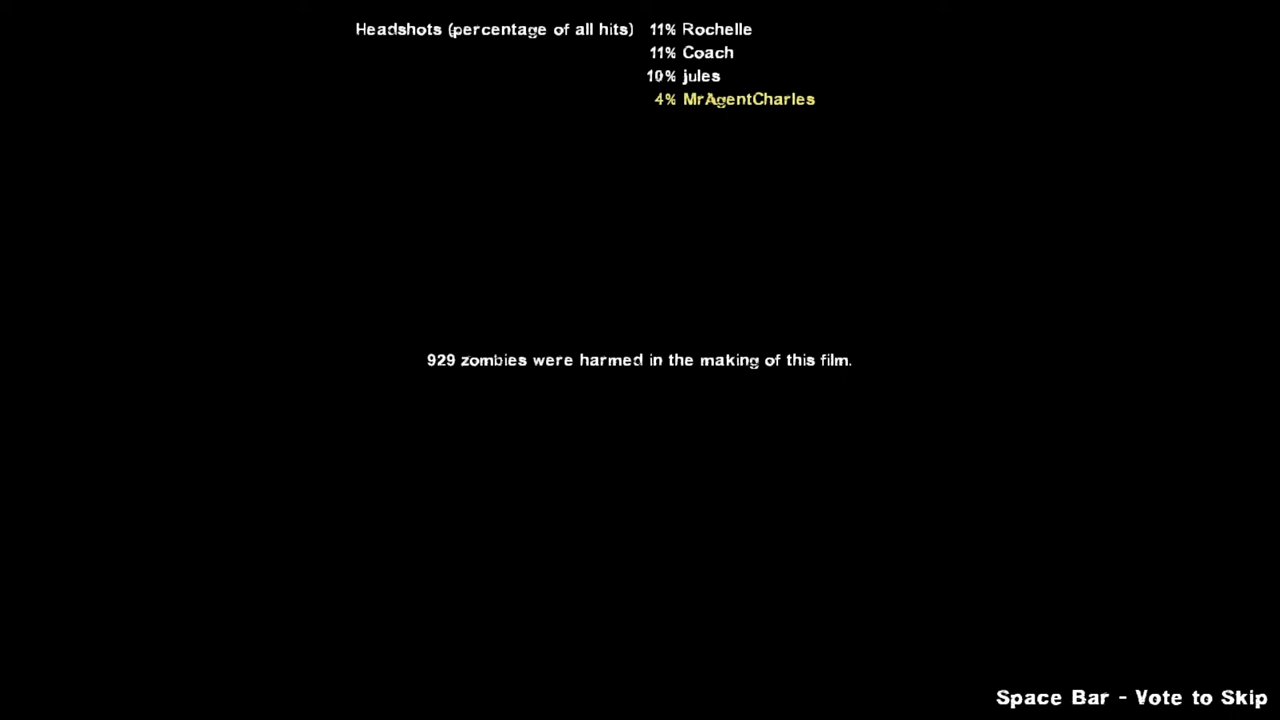 Headshots (percentage of all hits) 11% Rochelle
11% Coach
10% jules
4% MrAgentCharles
929 zombies were harmed in the making of this film.
Space Bar - Vote to Skip